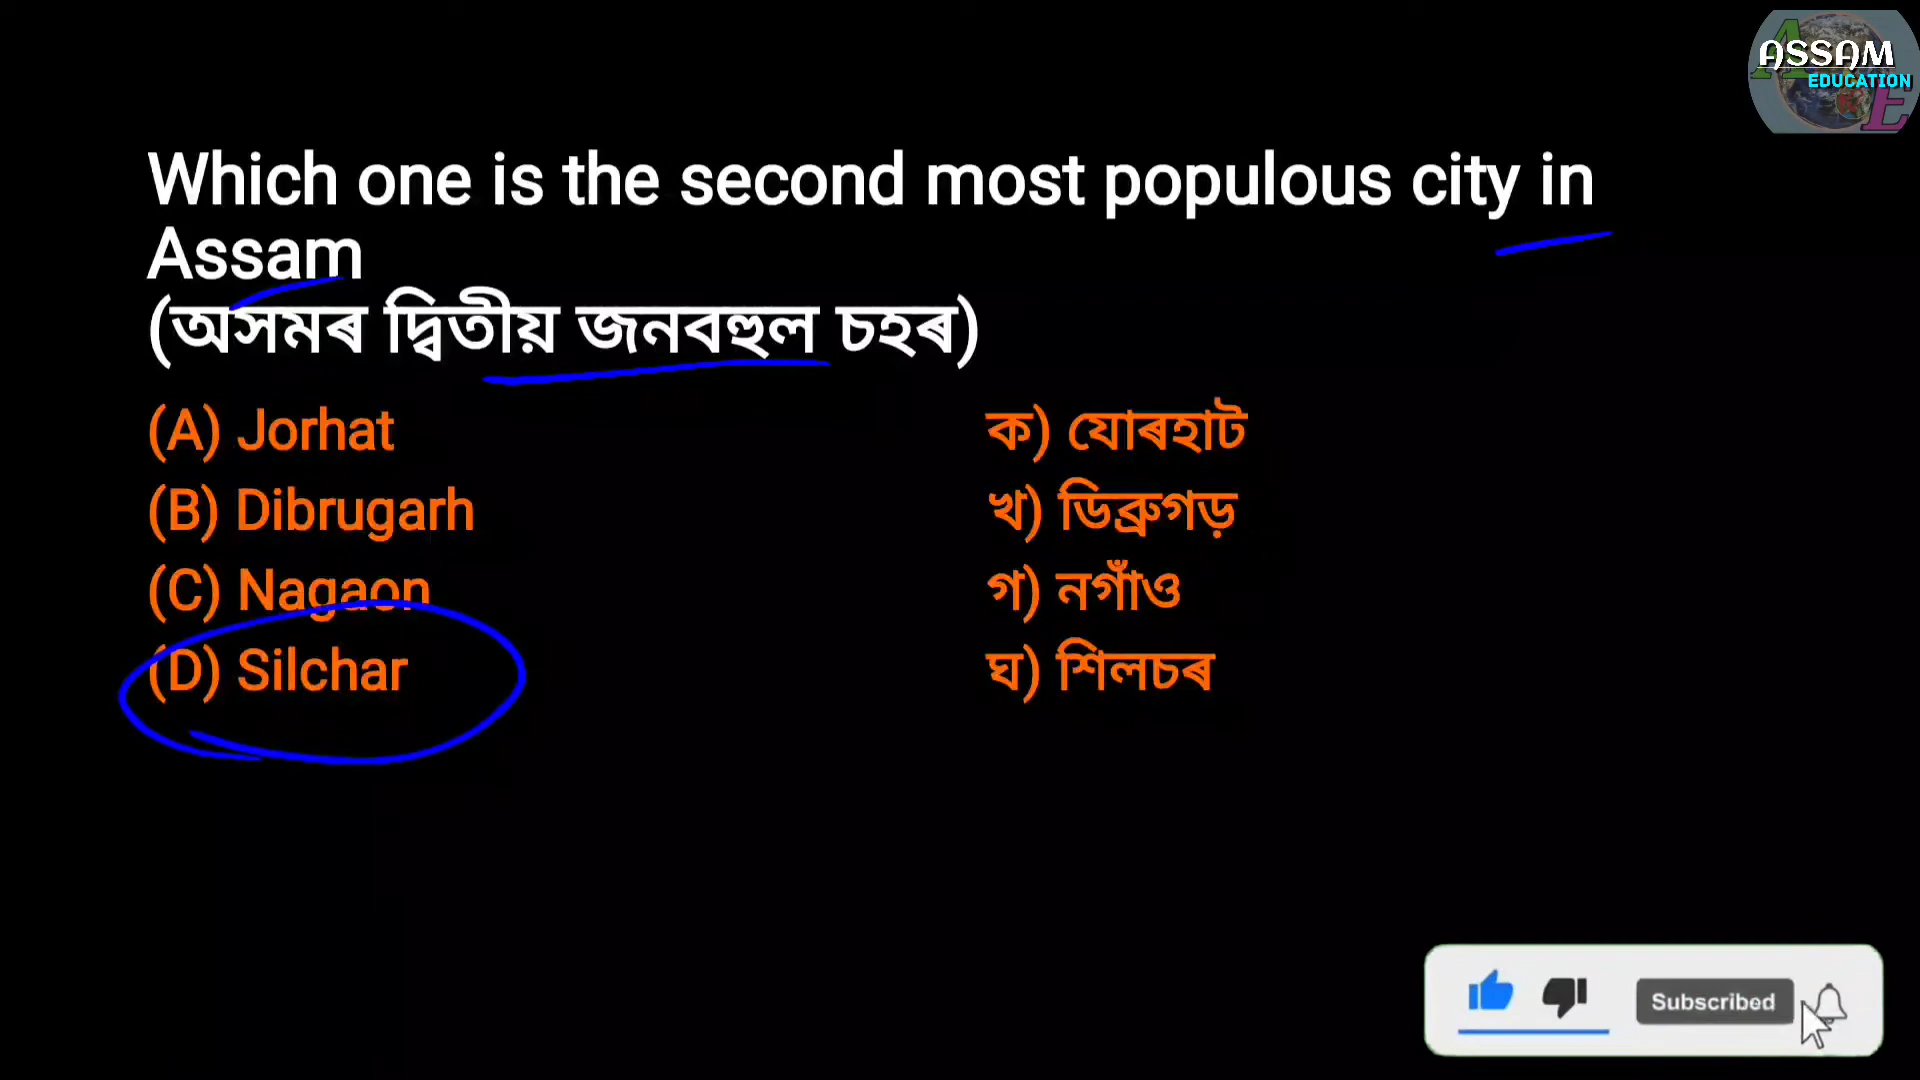 ASSAM
EDUCATION
Which one is the second most populous city in
Assam
(অসমৰ দ্বিতীয় জনবহুল চহৰ)
(A) Jorhat
ক) যোৰহাট
(B) Dibrugarh
খ) ডিব্ৰুগড়
(C) Nagaon
গ) নগাঁও
(D) Silchar
ঘ) শিলচৰ
Subscribed